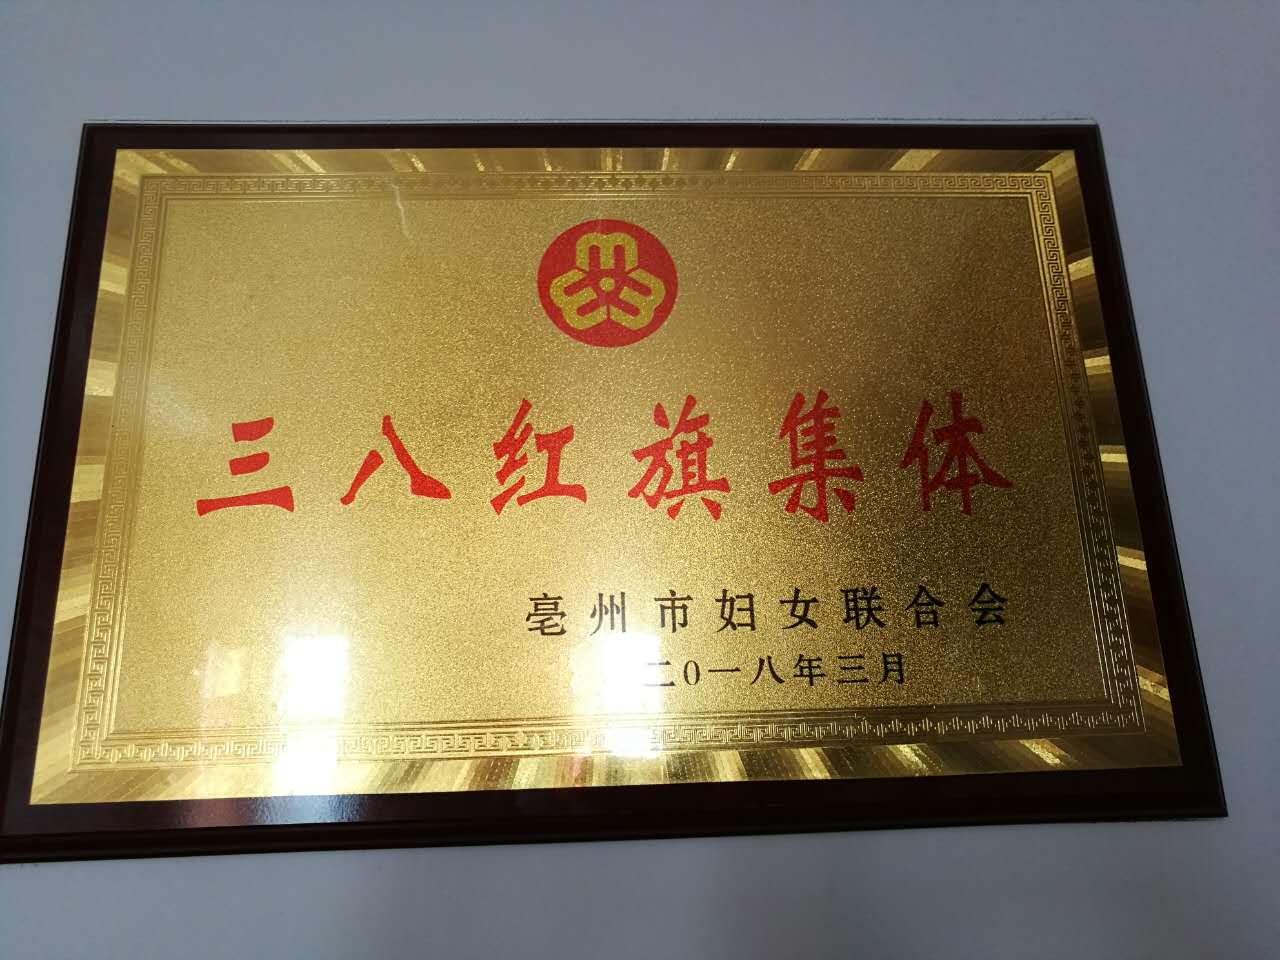 三八红旗集体
亳州市妇女联合会
二0一八年三月